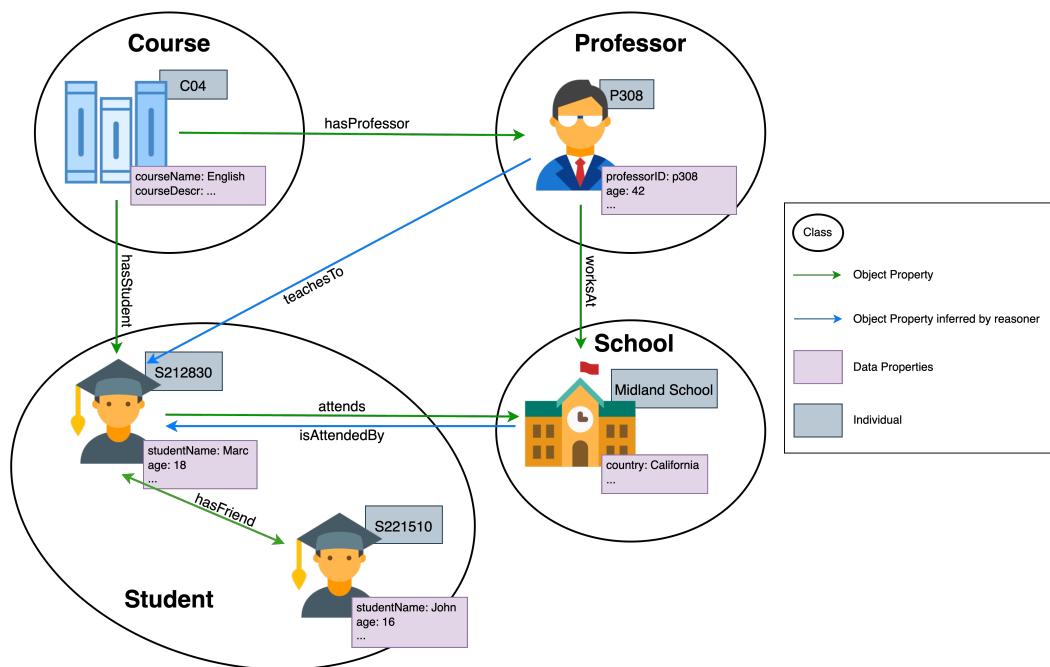 Course
C04
courseName: English
courseDescr: ...
hasProfessor
Professor
P308
professorID: p308
age: 42
...
hasStudent
teachesTo
worksAt
Class
Object Property
Object Property inferred by reasoner
Data Properties
Individual
S212830
studentName: Marc
age: 18
...
attends
isAttendedBy
School
Midland School
country: California
...
hasFriend
S221510
studentName: John
age: 16
...
Student